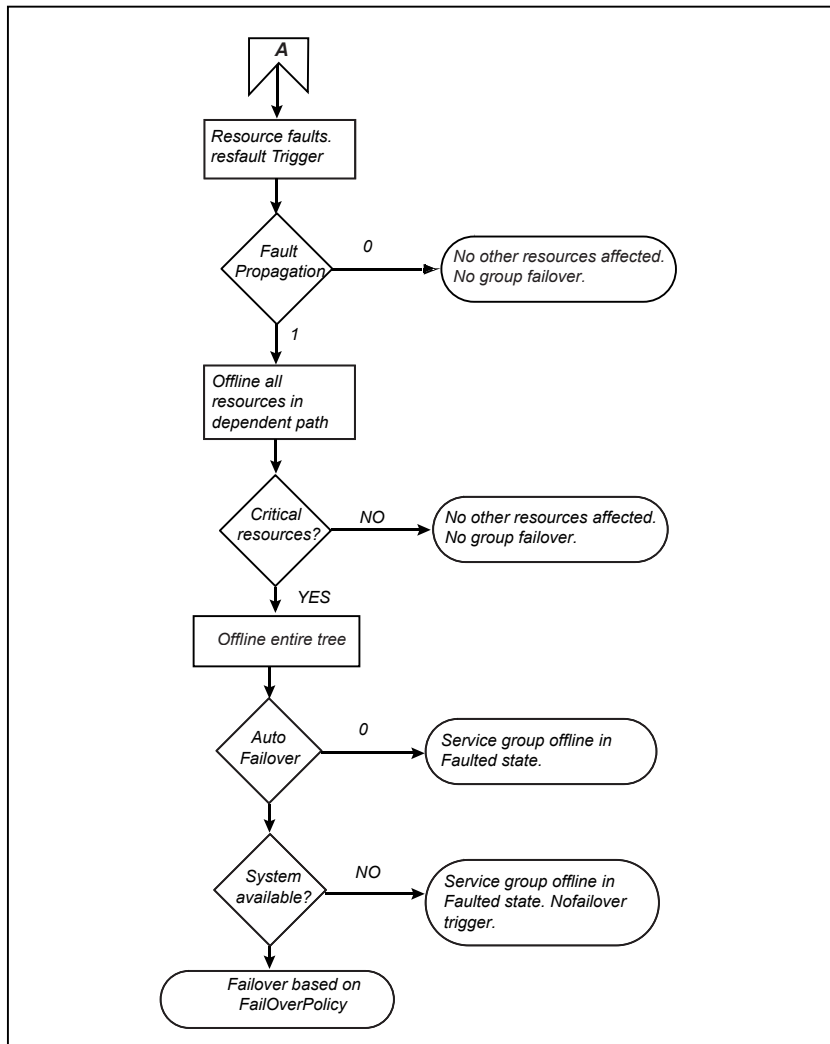 A
Resource faults.
resfault Trigger
Fault
Propagation
0
No other resources affected.
No group failover.
1
Offline all
resources in
dependent path
Critical
resources?
NO
No other resources affected.
No group failover.
YES
Offline entire tree
Auto
Failover
0
Service group offline in
Faulted state.
System
available?
NO
Service group offline in
Faulted state. Nofailover
trigger.
Failover based on
FailOverPolicy